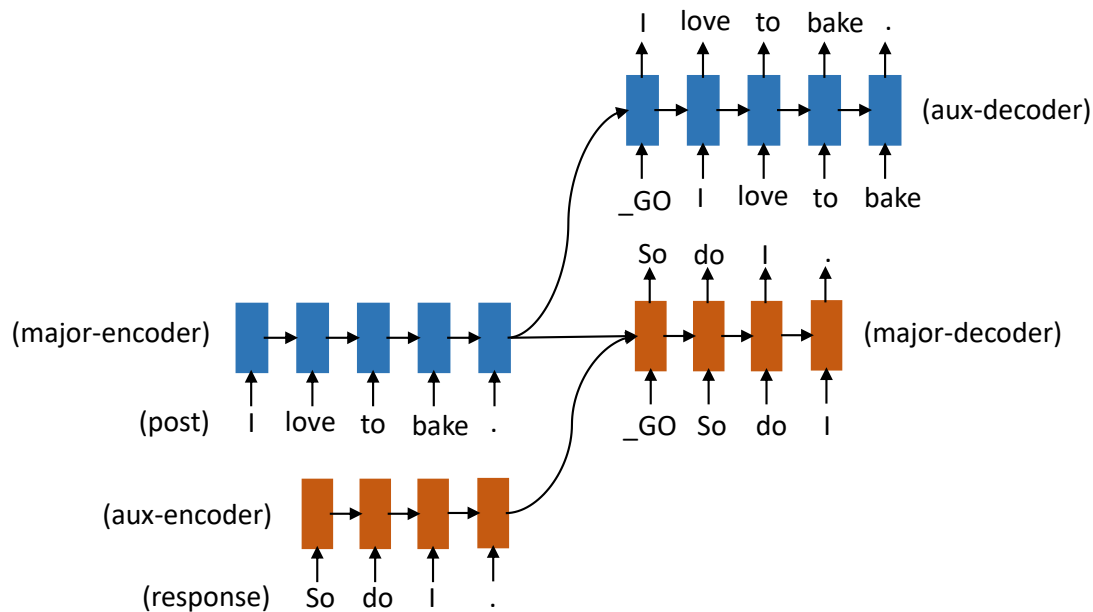 I love to bake .
(aux-decoder)
_GO I love to bake
So do I .
(major-encoder)
(major-decoder)
(post) I love to bake .
_GO So do I
(aux-encoder)
(response) So do I .